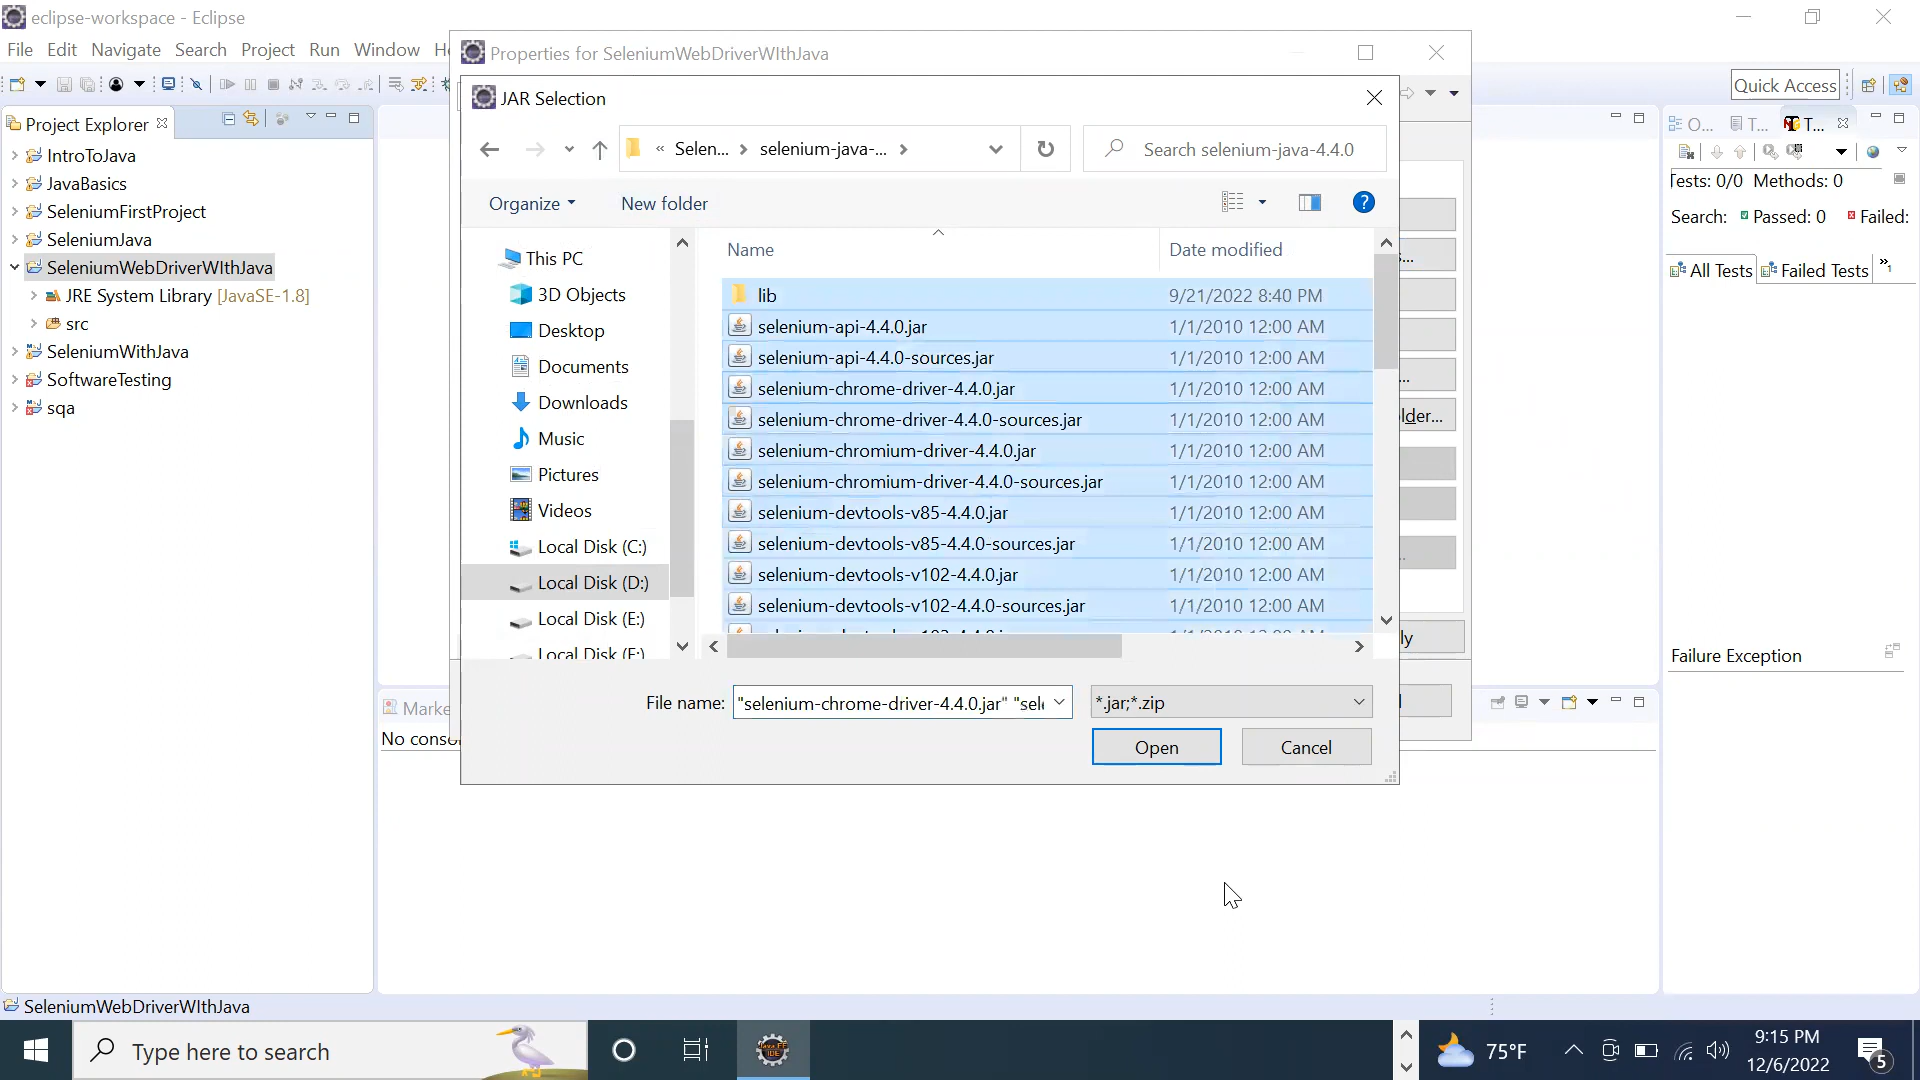 eclipse-workspace - Eclipse
File Edit Navigate Search Project Run Window
Quick Access
Project Explorer
IntroToJava
JavaBasics
SeleniumFirstProject
SeleniumJava
SeleniumWebDriverWIthJava
JRE System Library [JavaSE-1.8]
src
SeleniumWithJava
SoftwareTesting
sqa
Properties for SeleniumWebDriverWIthJava
JAR Selection
« Selen... > selenium-java-... >
Search selenium-java-4.4.0
Organize
New folder
This PC
3D Objects
Desktop
Documents
Downloads
Music
Pictures
Videos
Local Disk (C:)
Local Disk (D:)
Local Disk (E:)
Local Disk (F:)
Name Date modified
lib 9/21/2022 8:40 PM
selenium-api-4.4.0.jar 1/1/2010 12:00 AM
selenium-api-4.4.0-sources.jar 1/1/2010 12:00 AM
selenium-chrome-driver-4.4.0.jar 1/1/2010 12:00 AM
selenium-chrome-driver-4.4.0-sources.jar 1/1/2010 12:00 AM
selenium-chromium-driver-4.4.0.jar 1/1/2010 12:00 AM
selenium-chromium-driver-4.4.0-sources.jar 1/1/2010 12:00 AM
selenium-devtools-v85-4.4.0.jar 1/1/2010 12:00 AM
selenium-devtools-v85-4.4.0-sources.jar 1/1/2010 12:00 AM
selenium-devtools-v102-4.4.0.jar 1/1/2010 12:00 AM
selenium-devtools-v102-4.4.0-sources.jar 1/1/2010 12:00 AM
File name: "selenium-chrome-driver-4.4.0.jar" "sele
*.jar;*.zip
Open Cancel
older...
ly
O... T... T...
Tests: 0/0 Methods: 0
Search: Passed: 0 Failed:
All Tests Failed Tests
Failure Exception
Marke
No conso
SeleniumWebDriverWIthJava
Type here to search
Java EE
IDE
75°F
9:15 PM
12/6/2022
5